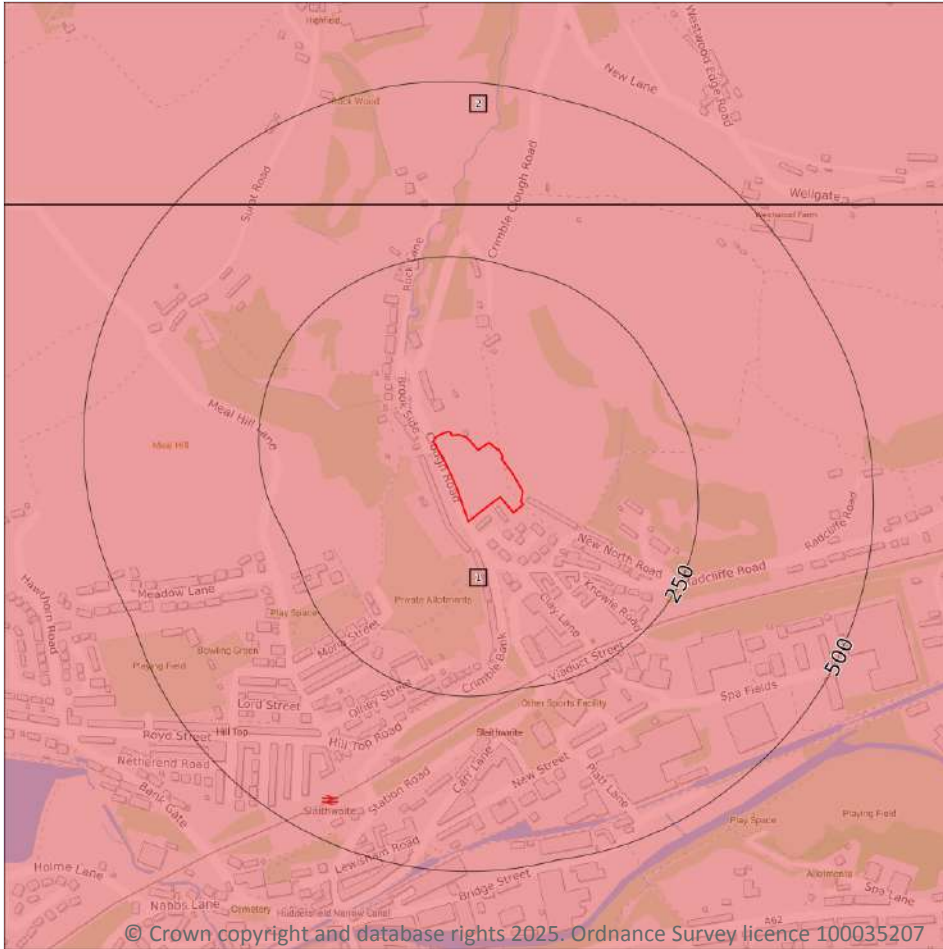 Highfield
Westwood Edge Road
New Lane
2
Rock Wood
Crimble Clough Road
Wellgate
Surat Road
Rock Lane
Brook Side
Meal Hill Lane
Meal Hill
Clough Road
Radcliffe Road
New North Road
Radcliffe Road
250
Hawthorn Road
Meadow Lane
1
Private Allotments
Knowle Road
Clay Lane
Play Space
Mona Street
Bowling Green
Playing Field
Crimble Bank
Viaduct Street
500
Spa Fields
Lord Street
Olney Street
Other Sports Facility
Royd Street
Hill Top
Hill Top Road
Slaithwaite
Netherend Road
Carr Lane
New Street
Platt Lane
Bank Gate
Station Road
Slaithwaite
Play Space
Playing Field
Lewisham Road
Holme Lane
Bridge Street
Allotments
Spa Lane
Nabbs Lane
Cemetery
Huddersfield Narrow Canal
A62
© Crown copyright and database rights 2025. Ordnance Survey licence 100035207